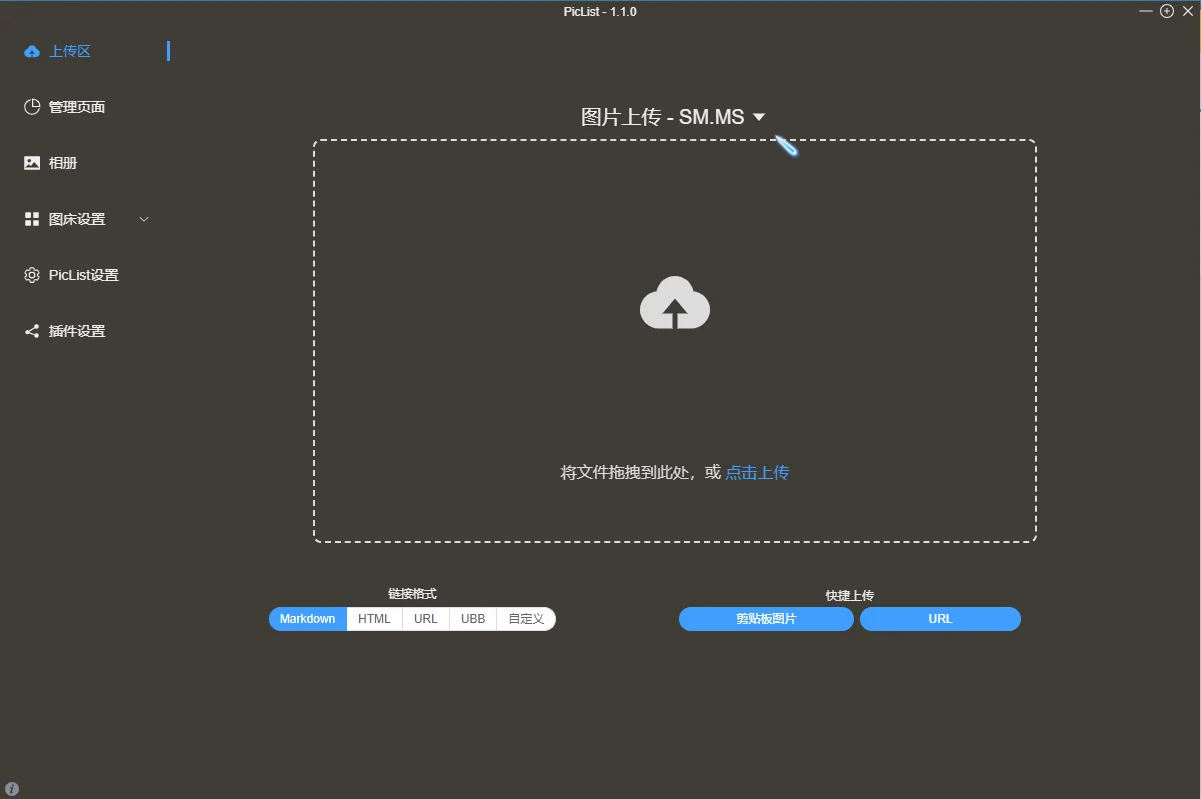 PicList - 1.1.0
上传区
管理页面
相册
图床设置
PicList设置
插件设置
图片上传 - SM.MS
将文件拖拽到此处，或 点击上传
链接格式
Markdown HTML URL UBB 自定义
快捷上传
剪贴板图片 URL